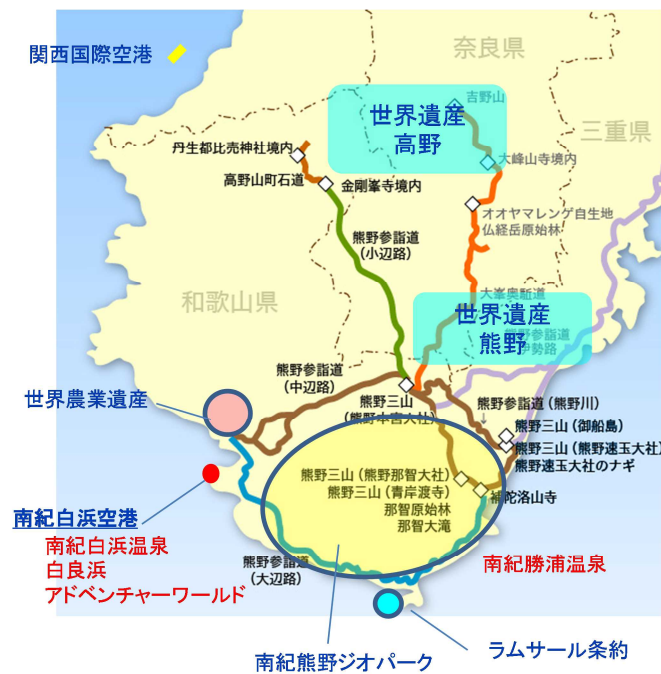 奈良県
関西国際空港
吉野山
世界遺産
高野
三重県
丹生都比売神社境内
大峰山寺境内
高野山町石道
金剛峯寺境内
オオヤマレンゲ自生地
仏経岳原始林
熊野参詣道
(小辺路)
大峯奥駈道
和歌山県
世界遺産
熊野
熊野参詣道
伊勢路
熊野参詣道
(中辺路)
世界農業遺産
熊野三山
(熊野本宮大社)
熊野参詣道(熊野川)
熊野三山(御船島)
熊野三山(熊野速玉大社)
熊野速玉大社のナギ
熊野三山(熊野那智大社)
熊野三山(青岸渡寺)
那智原始林
那智大滝
補陀洛山寺
南紀白浜空港
南紀白浜温泉
白良浜
アドベンチャーワールド
熊野参詣道
(大辺路)
南紀勝浦温泉
南紀熊野ジオパーク
ラムサール条約